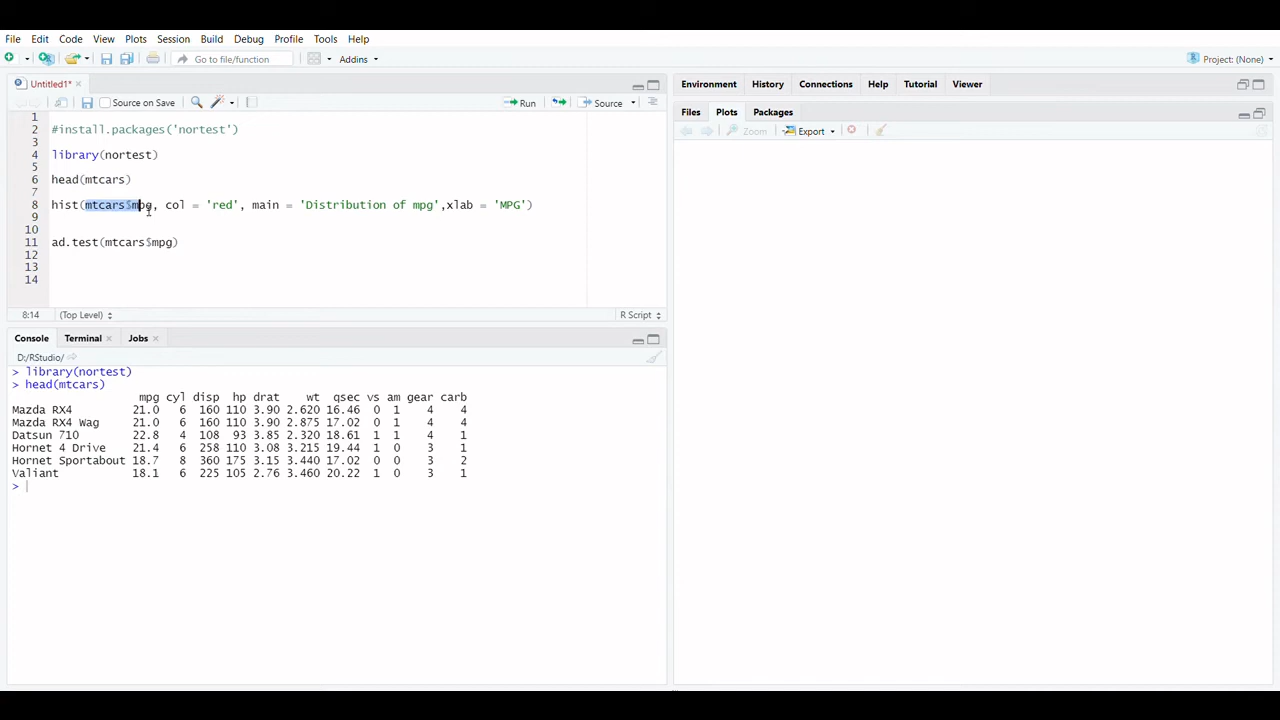 File Edit Code View Plots Session Build Debug Profile Tools Help
Go to file/function Addins Project: (None)
Untitled1*
Source on Save Run Source
1
2 #install.packages('nortest')
3
4 library(nortest)
5
6 head(mtcars)
7
8 hist(mtcars$mpg, col = 'red', main = 'Distribution of mpg',xlab = 'MPG')
9
10
11 ad.test(mtcars$mpg)
12
13
14
8:14 (Top Level) R Script
Console Terminal Jobs
D:/RStudio/
> library(nortest)
> head(mtcars)
mpg cyl disp hp drat wt qsec vs am gear carb
Mazda RX4 21.0 6 160 110 3.90 2.620 16.46 0 1 4 4
Mazda RX4 Wag 21.0 6 160 110 3.90 2.875 17.02 0 1 4 4
Datsun 710 22.8 4 108 93 3.85 2.320 18.61 1 1 4 1
Hornet 4 Drive 21.4 6 258 110 3.08 3.215 19.44 1 0 3 1
Hornet Sportabout 18.7 8 360 175 3.15 3.440 17.02 0 0 3 2
Valiant 18.1 6 225 105 2.76 3.460 20.22 1 0 3 1
>
Environment History Connections Help Tutorial Viewer
Files Plots Packages
Zoom Export